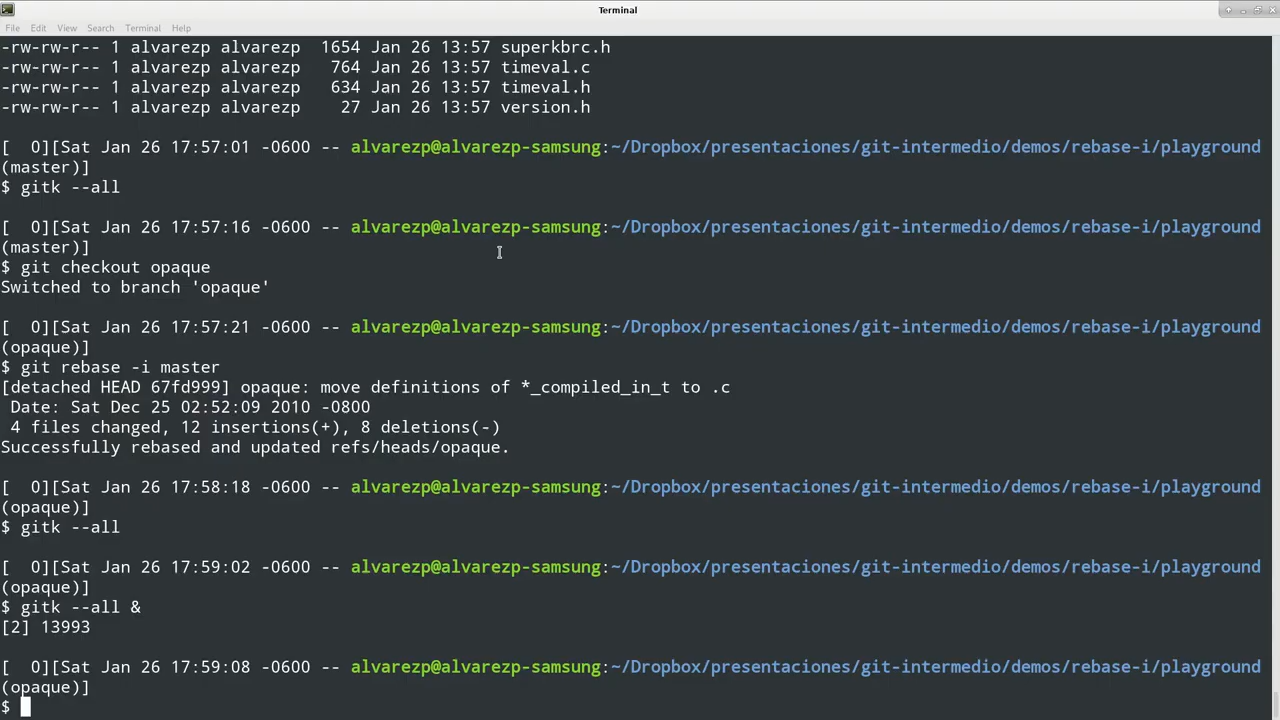 Terminal
File Edit View Search Terminal Help
-rw-rw-r-- 1 alvarezp alvarezp  1654 Jan 26 13:57 superkbrc.h
-rw-rw-r-- 1 alvarezp alvarezp   764 Jan 26 13:57 timeval.c
-rw-rw-r-- 1 alvarezp alvarezp   634 Jan 26 13:57 timeval.h
-rw-rw-r-- 1 alvarezp alvarezp    27 Jan 26 13:57 version.h
[  0][Sat Jan 26 17:57:01 -0600 -- alvarezp@alvarezp-samsung:~/Dropbox/presentaciones/git-intermedio/demos/rebase-i/playground
(master)]
$ gitk --all
[  0][Sat Jan 26 17:57:16 -0600 -- alvarezp@alvarezp-samsung:~/Dropbox/presentaciones/git-intermedio/demos/rebase-i/playground
(master)]
$ git checkout opaque
Switched to branch 'opaque'
[  0][Sat Jan 26 17:57:21 -0600 -- alvarezp@alvarezp-samsung:~/Dropbox/presentaciones/git-intermedio/demos/rebase-i/playground
(opaque)]
$ git rebase -i master
[detached HEAD 67fd999] opaque: move definitions of *_compiled_in_t to .c
 Date: Sat Dec 25 02:52:09 2010 -0800
 4 files changed, 12 insertions(+), 8 deletions(-)
Successfully rebased and updated refs/heads/opaque.
[  0][Sat Jan 26 17:58:18 -0600 -- alvarezp@alvarezp-samsung:~/Dropbox/presentaciones/git-intermedio/demos/rebase-i/playground
(opaque)]
$ gitk --all
[  0][Sat Jan 26 17:59:02 -0600 -- alvarezp@alvarezp-samsung:~/Dropbox/presentaciones/git-intermedio/demos/rebase-i/playground
(opaque)]
$ gitk --all &
[2] 13993
[  0][Sat Jan 26 17:59:08 -0600 -- alvarezp@alvarezp-samsung:~/Dropbox/presentaciones/git-intermedio/demos/rebase-i/playground
(opaque)]
$